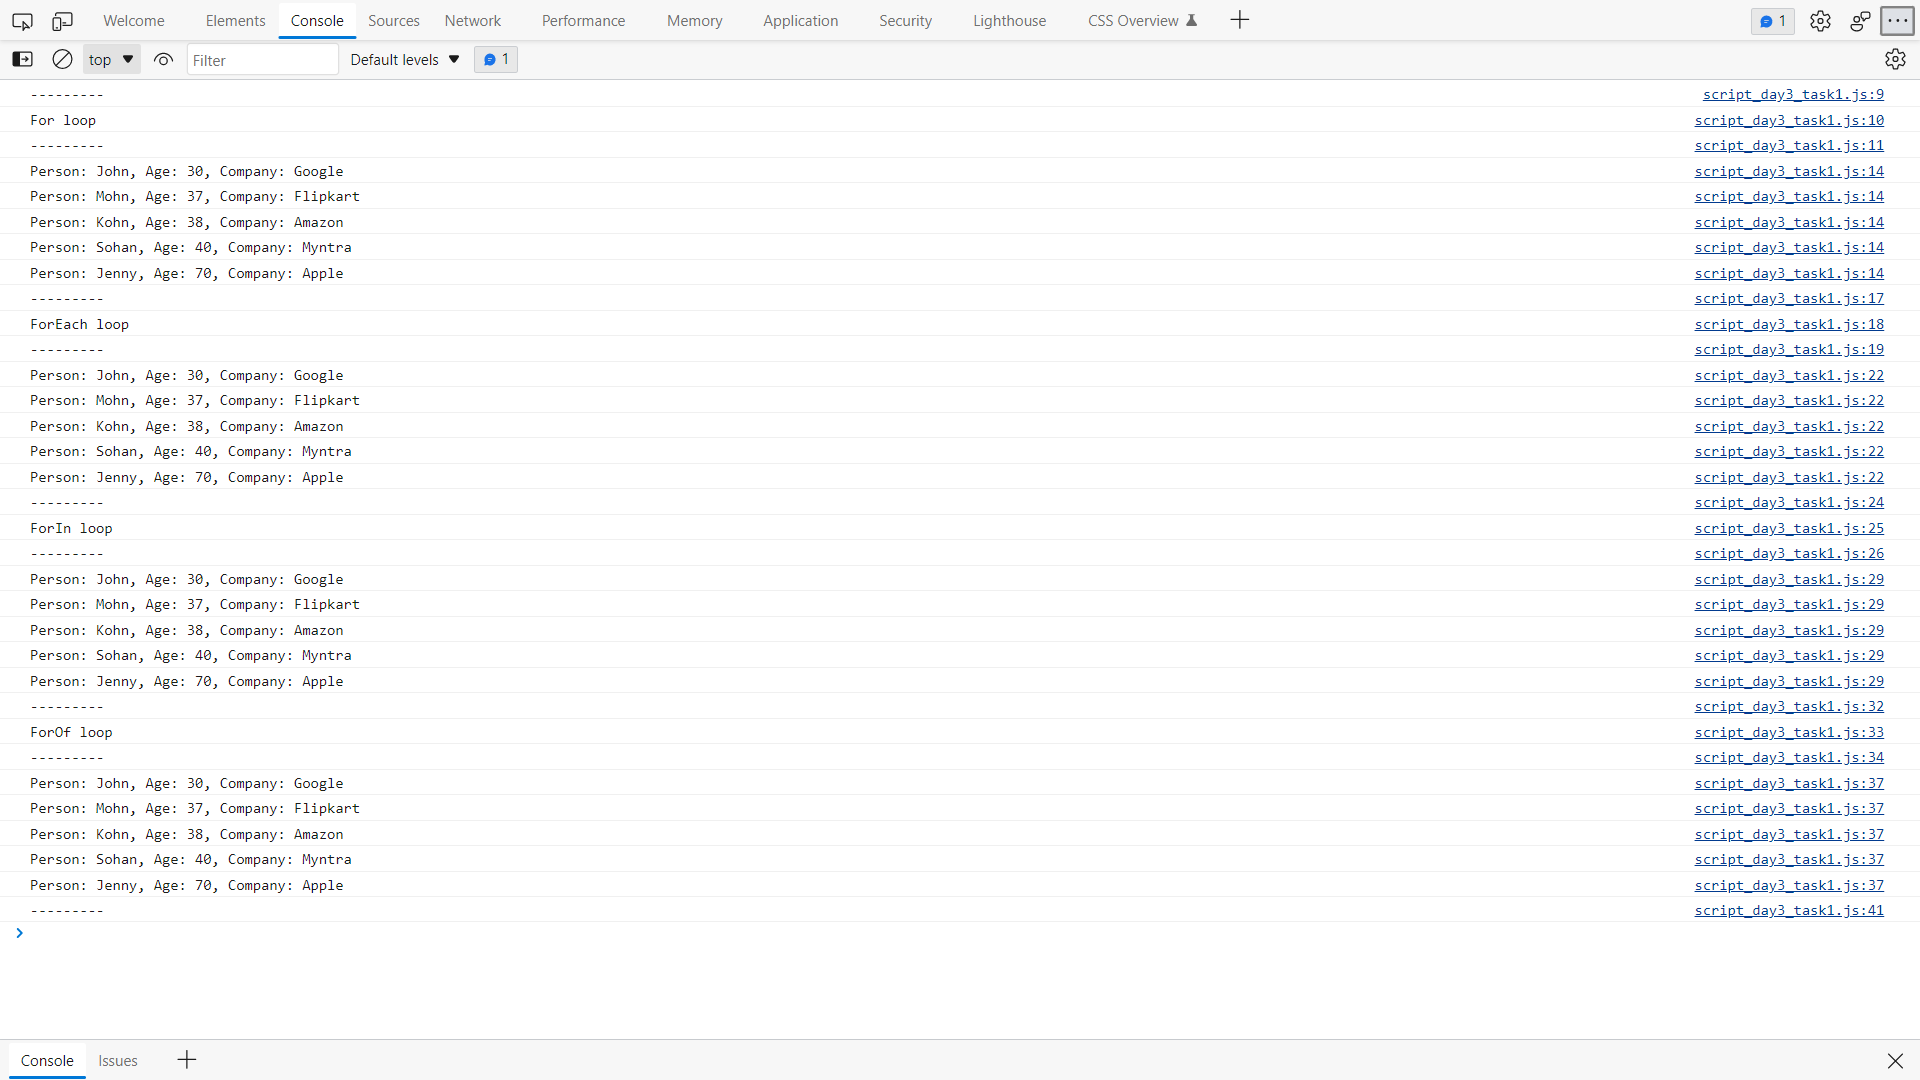 Welcome Elements Console Sources Network Performance Memory Application Security Lighthouse CSS Overview 1
top Filter Default levels 1
--------- script_day3_task1.js:9
For loop script_day3_task1.js:10
--------- script_day3_task1.js:11
Person: John, Age: 30, Company: Google script_day3_task1.js:14
Person: Mohn, Age: 37, Company: Flipkart script_day3_task1.js:14
Person: Kohn, Age: 38, Company: Amazon script_day3_task1.js:14
Person: Sohan, Age: 40, Company: Myntra script_day3_task1.js:14
Person: Jenny, Age: 70, Company: Apple script_day3_task1.js:14
--------- script_day3_task1.js:17
ForEach loop script_day3_task1.js:18
--------- script_day3_task1.js:19
Person: John, Age: 30, Company: Google script_day3_task1.js:22
Person: Mohn, Age: 37, Company: Flipkart script_day3_task1.js:22
Person: Kohn, Age: 38, Company: Amazon script_day3_task1.js:22
Person: Sohan, Age: 40, Company: Myntra script_day3_task1.js:22
Person: Jenny, Age: 70, Company: Apple script_day3_task1.js:22
--------- script_day3_task1.js:24
ForIn loop script_day3_task1.js:25
--------- script_day3_task1.js:26
Person: John, Age: 30, Company: Google script_day3_task1.js:29
Person: Mohn, Age: 37, Company: Flipkart script_day3_task1.js:29
Person: Kohn, Age: 38, Company: Amazon script_day3_task1.js:29
Person: Sohan, Age: 40, Company: Myntra script_day3_task1.js:29
Person: Jenny, Age: 70, Company: Apple script_day3_task1.js:29
--------- script_day3_task1.js:32
ForOf loop script_day3_task1.js:33
--------- script_day3_task1.js:34
Person: John, Age: 30, Company: Google script_day3_task1.js:37
Person: Mohn, Age: 37, Company: Flipkart script_day3_task1.js:37
Person: Kohn, Age: 38, Company: Amazon script_day3_task1.js:37
Person: Sohan, Age: 40, Company: Myntra script_day3_task1.js:37
Person: Jenny, Age: 70, Company: Apple script_day3_task1.js:37
--------- script_day3_task1.js:41
Console Issues